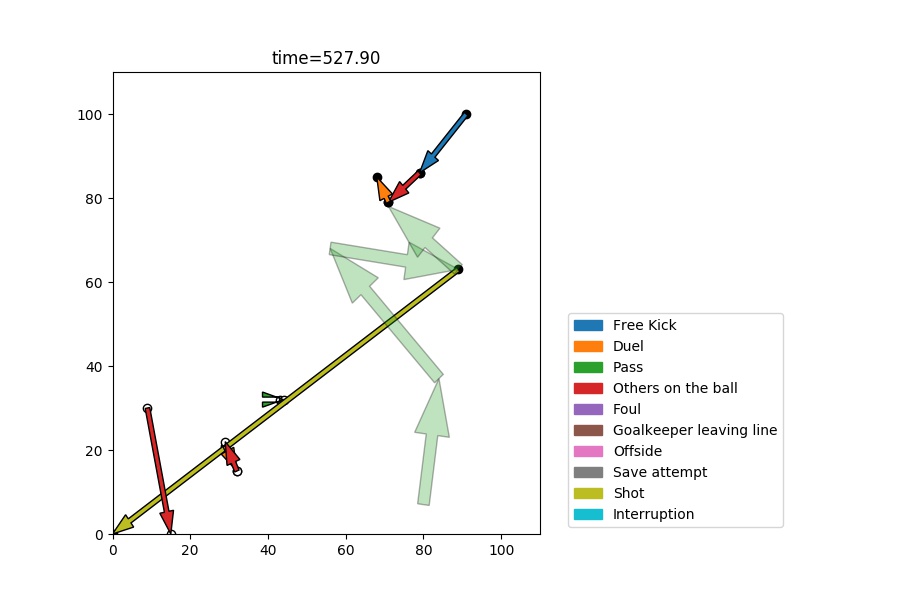 time=527.90
100
80
60
40
20
0
0 20 40 60 80 100
Free Kick
Duel
Pass
Others on the ball
Foul
Goalkeeper leaving line
Offside
Save attempt
Shot
Interruption